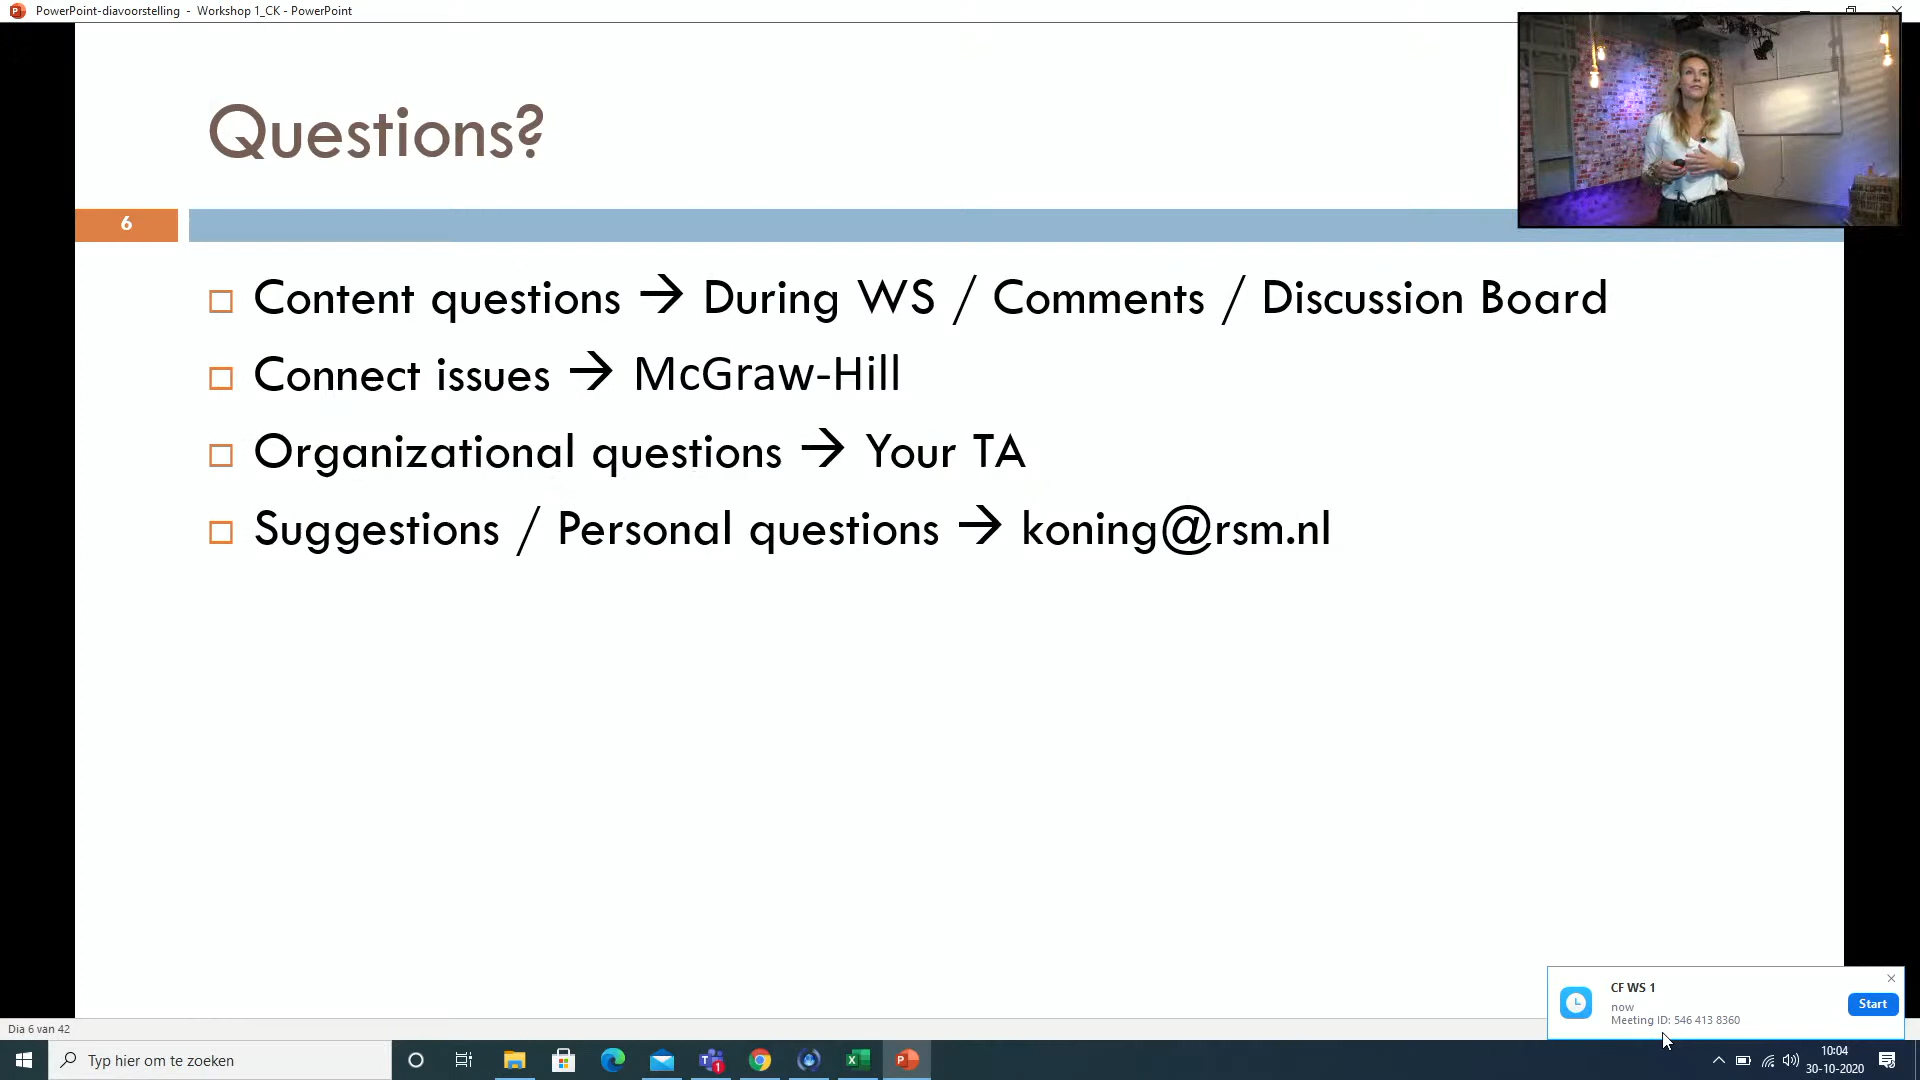 PowerPoint-diavoorstelling - Workshop 1_CK - PowerPoint
Questions?
6
Content questions → During WS / Comments / Discussion Board
Connect issues → McGraw-Hill
Organizational questions → Your TA
Suggestions / Personal questions → koning@rsm.nl
CF WS 1
now
Meeting ID: 546 413 8360
Start
Dia 6 van 42
Typ hier om te zoeken
1
10:04
30-10-2020